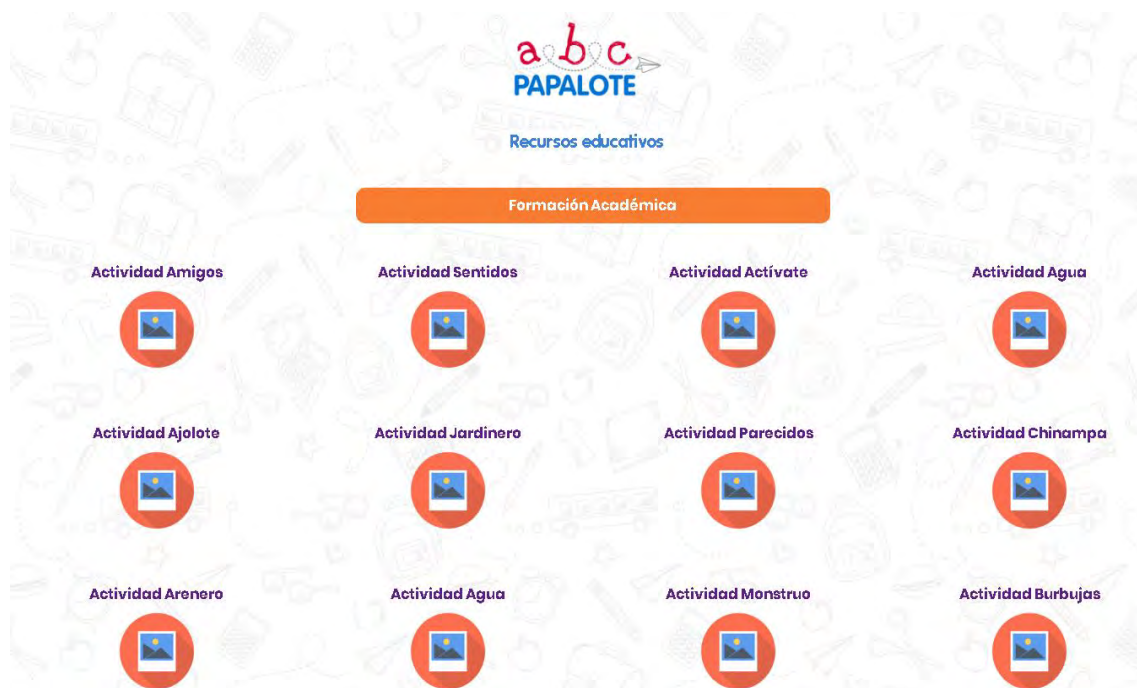 abc
PAPALOTE
Recursos educativos
Formación Académica
Actividad Amigos
Actividad Sentidos
Actividad Actívate
Actividad Agua
Actividad Ajolote
Actividad Jardinero
Actividad Parecidos
Actividad Chinampa
Actividad Arenero
Actividad Agua
Actividad Monstruo
Actividad Burbujas